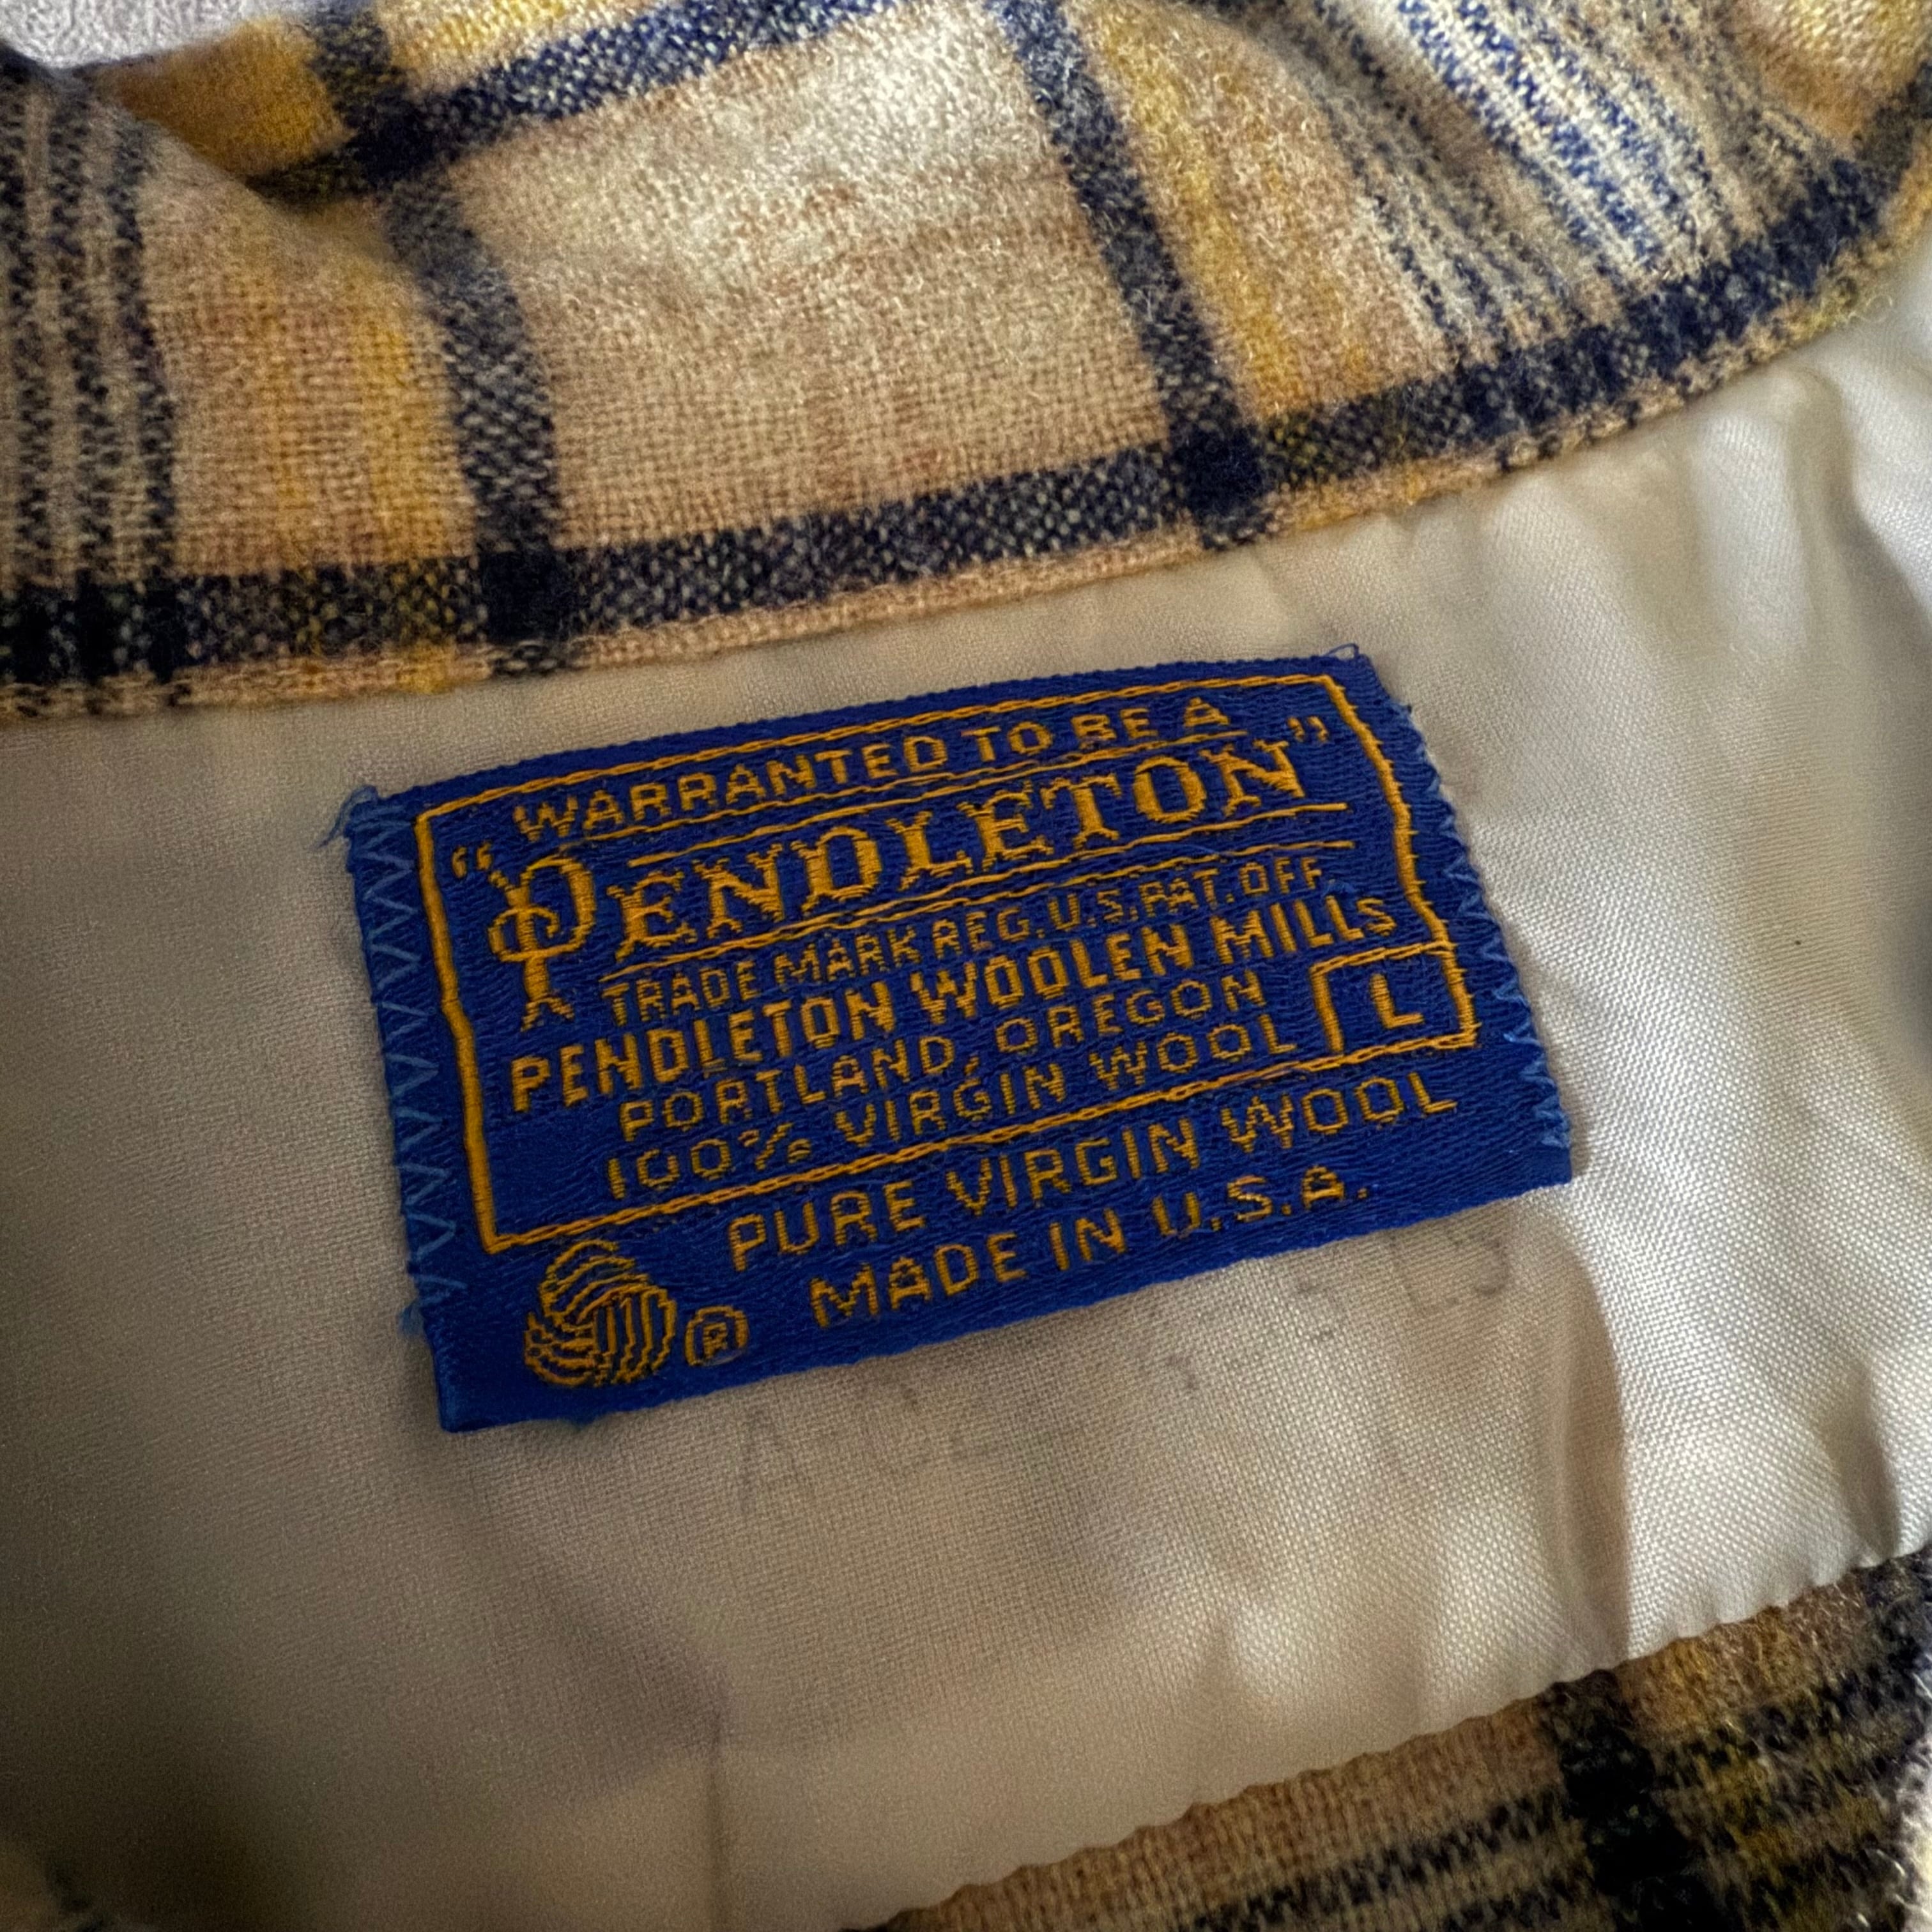 WARRANTED TO BE A
"PENDLETON"
TRADE MARK REG. U.S. PAT. OFF.
PENDLETON WOOLEN MILLS
PORTLAND, OREGON
L
100% VIRGIN WOOL
PURE VIRGIN WOOL
MADE IN U.S.A.
®